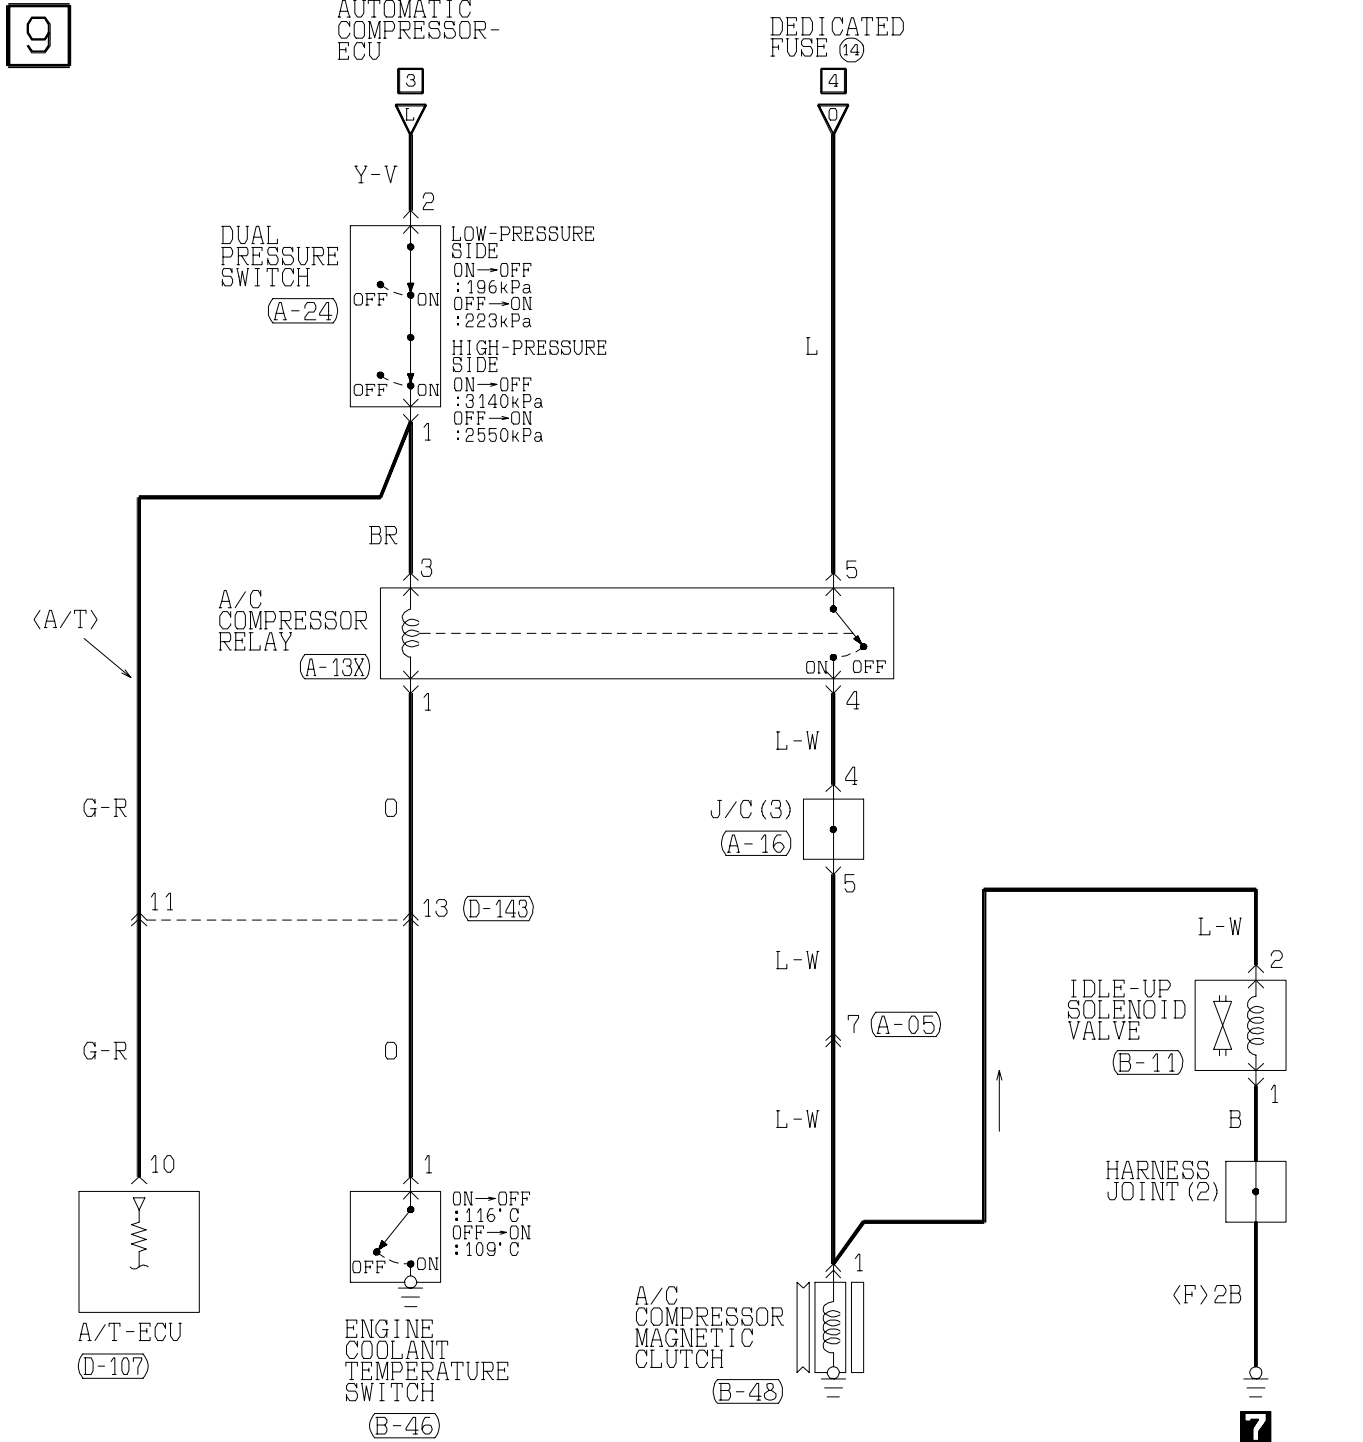 9
AUTOMATIC
COMPRESSOR-
ECU
3
L
DEDICATED
FUSE 14
4
O
Y-V
2
DUAL
PRESSURE
SWITCH
A-24
OFF
ON
OFF
ON
LOW-PRESSURE
SIDE
ON→OFF
:196kPa
OFF→ON
:223kPa
HIGH-PRESSURE
SIDE
ON→OFF
:3140kPa
OFF→ON
:2550kPa
1
L
BR
3
5
<A/T>
A/C
COMPRESSOR
RELAY
A-13X
ON
OFF
1
4
L-W
4
J/C(3)
A-16
5
G-R
O
11
13
D-143
L-W
7
A-05
L-W
L-W
2
IDLE-UP
SOLENOID
VALVE
B-11
1
B
HARNESS
JOINT(2)
<F>2B
7
G-R
O
10
1
ON→OFF
:116°C
OFF→ON
:109°C
OFF
ON
A/T-ECU
D-107
ENGINE
COOLANT
TEMPERATURE
SWITCH
B-46
1
A/C
COMPRESSOR
MAGNETIC
CLUTCH
B-48